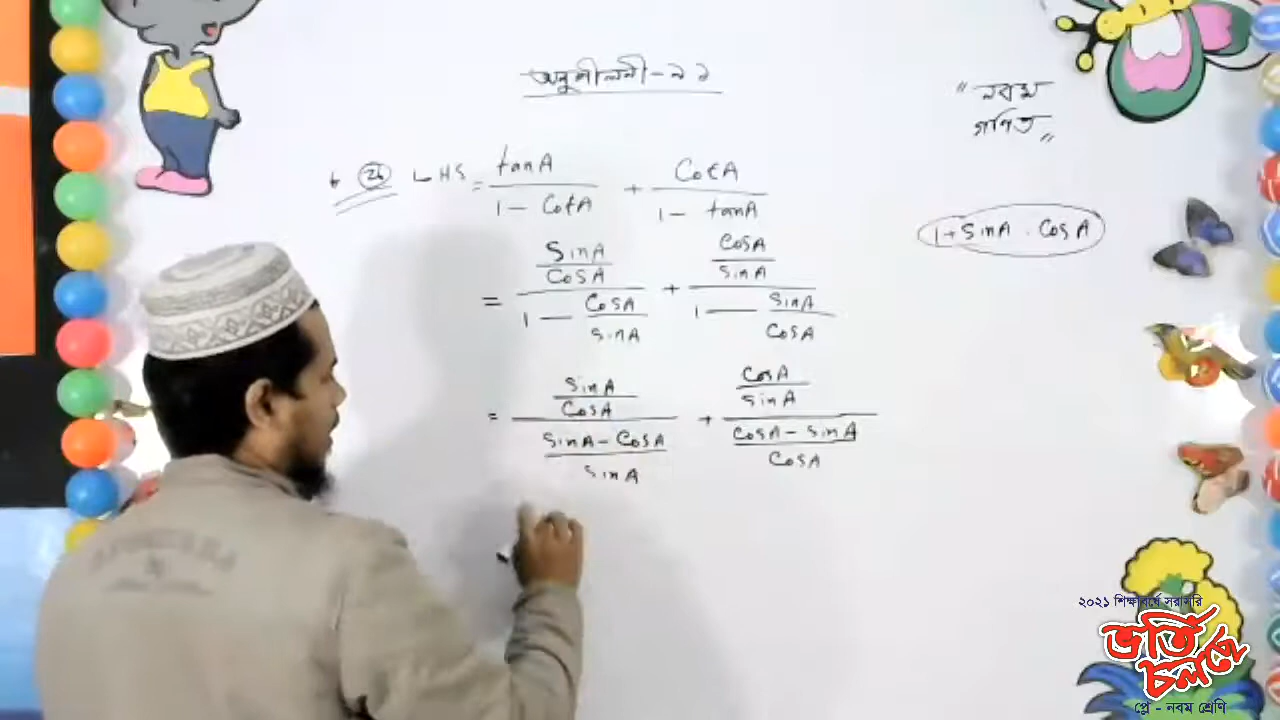 অনুশীলনী-৯১
"নবম
গণিত"
26 LHS = tanA / 1 - CotA + CotA / 1 - tanA
1+SinA . CosA
= SinA/CosA / 1 - CosA/SinA + CosA/SinA / 1 - SinA/CosA
= SinA/CosA / SinA - CosA/SinA + CosA/SinA / CosA - SinA/CosA
২০২১ শিক্ষাবর্ষে সরাসরি
ভর্তি
চলছে
প্লে - নবম শ্রেণি